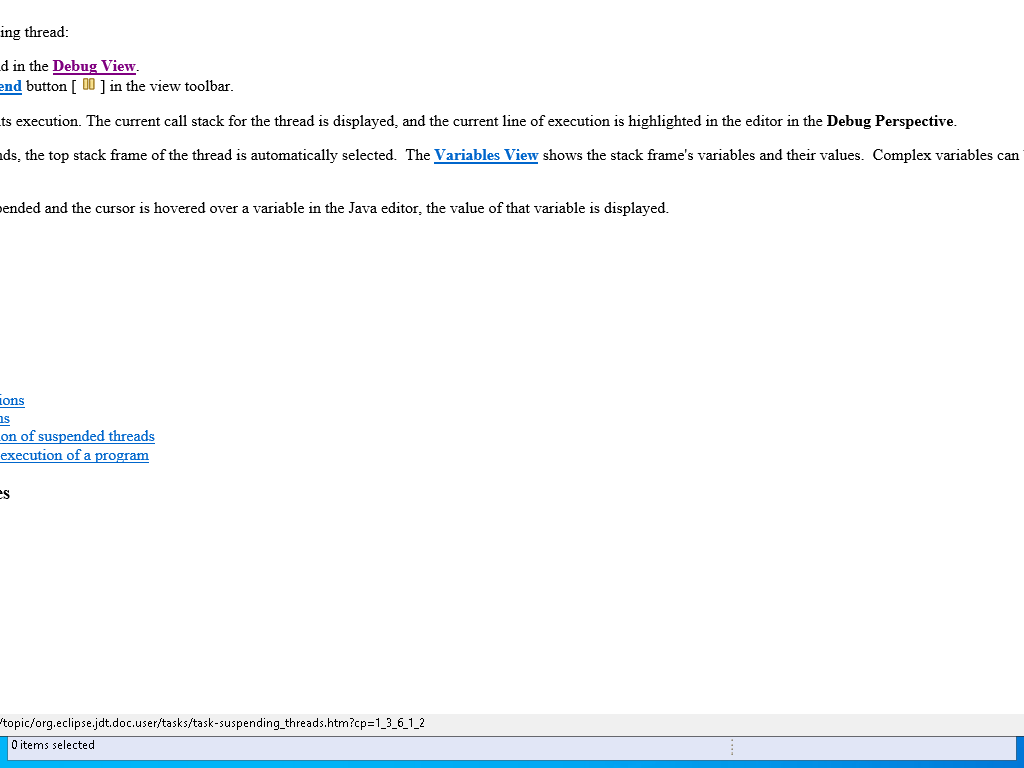 ing thread:
d in the Debug View.
end button [ ] in the view toolbar.
ts execution. The current call stack for the thread is displayed, and the current line of execution is highlighted in the editor in the Debug Perspective.
nds, the top stack frame of the thread is automatically selected. The Variables View shows the stack frame's variables and their values. Complex variables can
pended and the cursor is hovered over a variable in the Java editor, the value of that variable is displayed.
ions
ns
on of suspended threads
execution of a program
es
/topic/org.eclipse.jdt.doc.user/tasks/task-suspending_threads.htm?cp=1_3_6_1_2
0 items selected